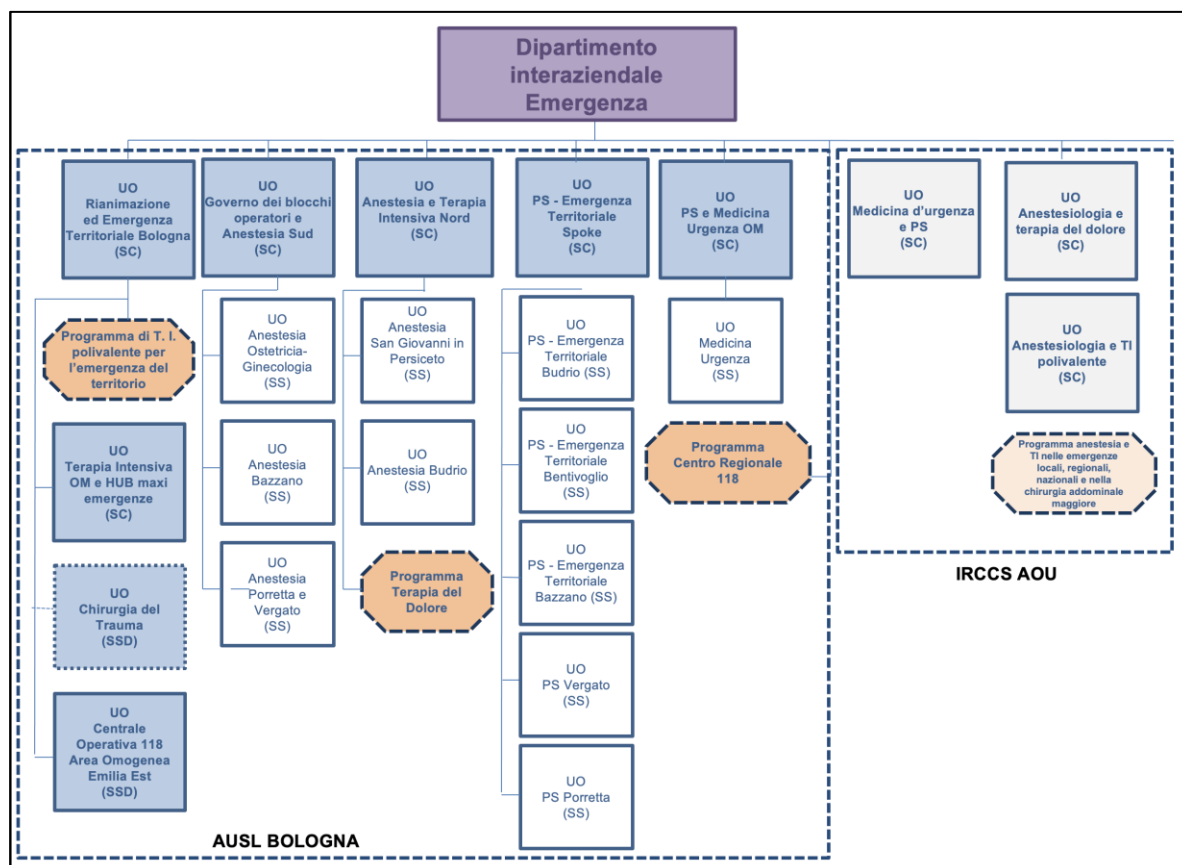 Dipartimento
interaziendale
Emergenza
UO
Rianimazione
ed Emergenza
Territoriale Bologna
(SC)
UO
Governo dei blocchi
operatori e
Anestesia Sud
(SC)
UO
Anestesia e Terapia
Intensiva Nord
(SC)
UO
PS - Emergenza
Territoriale
Spoke
(SC)
UO
PS e Medicina
Urgenza OM
(SC)
UO
Medicina d'urgenza
e PS
(SC)
UO
Anestesiologia e
terapia del dolore
(SC)
Programma di T. I.
polivalente per
l'emergenza del
territorio
UO
Terapia Intensiva
OM e HUB maxi
emergenze
(SC)
UO
Chirurgia del
Trauma
(SSD)
UO
Centrale
Operativa 118
Area Omogenea
Emilia Est
(SSD)
UO
Anestesia
Ostetricia-
Ginecologia
(SS)
UO
Anestesia
Bazzano
(SS)
UO
Anestesia
Porretta e
Vergato
(SS)
UO
Anestesia
San Giovanni in
Persiceto
(SS)
UO
Anestesia Budrio
(SS)
Programma
Terapia del
Dolore
UO
PS - Emergenza
Territoriale
Budrio (SS)
UO
PS - Emergenza
Territoriale
Bentivoglio
(SS)
UO
PS - Emergenza
Territoriale
Bazzano (SS)
UO
PS Vergato
(SS)
UO
PS Porretta
(SS)
UO
Medicina
Urgenza
(SS)
Programma
Centro Regionale
118
UO
Anestesiologia e TI
polivalente
(SC)
Programma anestesia e
TI nelle emergenze
locali, regionali,
nazionali e nella
chirurgia addominale
maggiore
IRCCS AOU
AUSL BOLOGNA